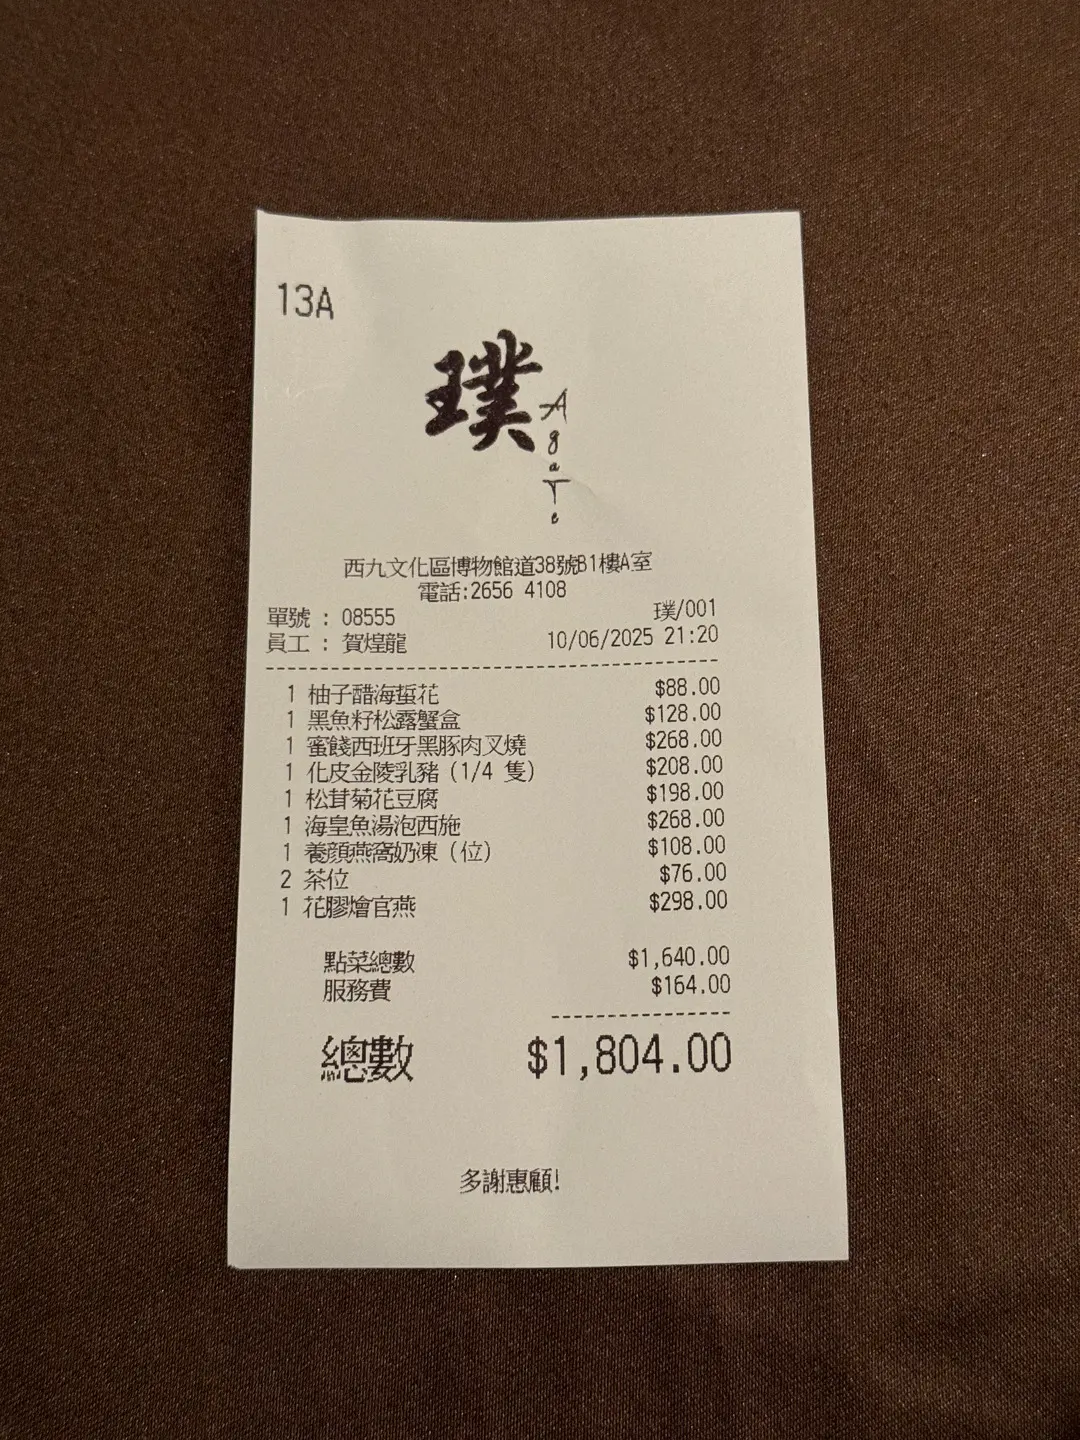 13A
璞
AgaTe
西九文化區博物館道38號B1樓A室
電話:2656 4108
單號 : 08555 璞/001
員工 : 賀煌龍 10/06/2025 21:20
1 柚子醋海蜇花 $88.00
1 黑魚籽松露蟹盒 $128.00
1 蜜餞西班牙黑豚肉叉燒 $268.00
1 化皮金陵乳豬 (1/4 隻) $208.00
1 松茸菊花豆腐 $198.00
1 海皇魚湯泡西施 $268.00
1 養顏燕窩奶凍 (位) $108.00
2 茶位 $76.00
1 花膠燴官燕 $298.00
點菜總數 $1,640.00
服務費 $164.00
總數 $1,804.00
多謝惠顧!